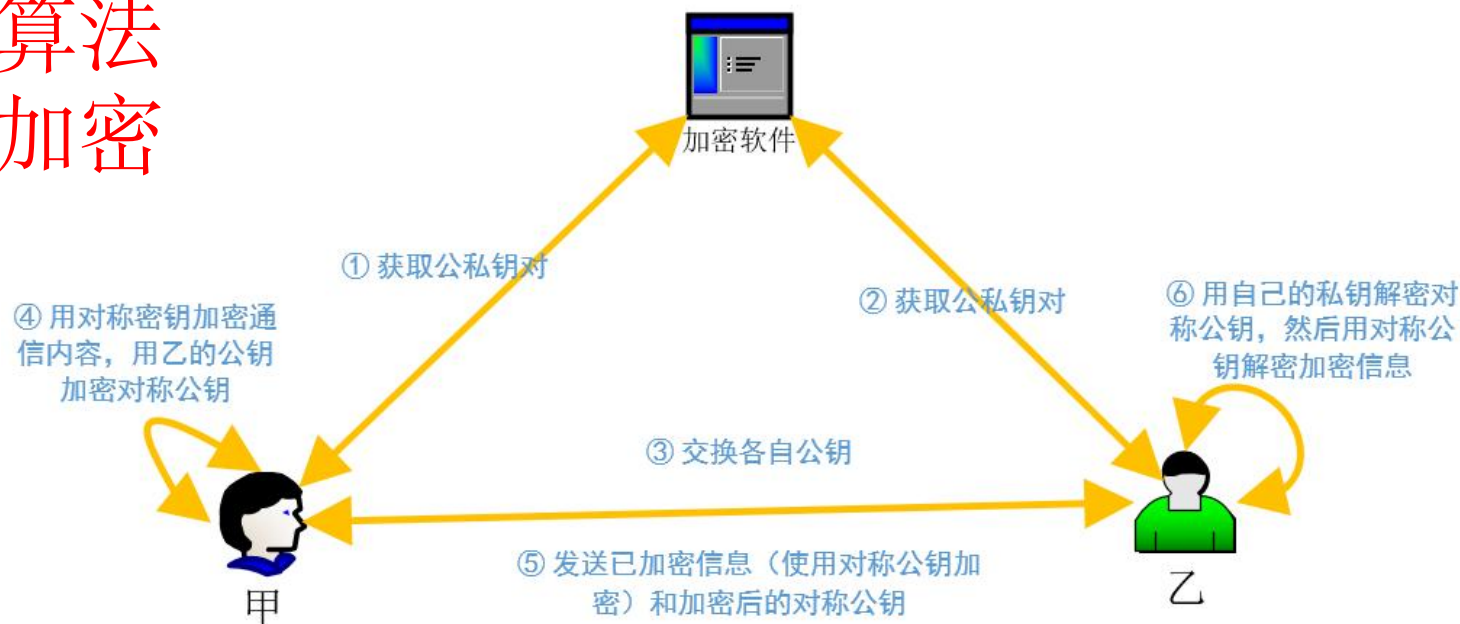 算法
加密
加密软件
① 获取公私钥对
② 获取公私钥对
④ 用对称密钥加密通
信内容，用乙的公钥
加密对称公钥
⑥ 用自己的私钥解密对
称公钥，然后用对称公
钥解密加密信息
③ 交换各自公钥
⑤ 发送已加密信息（使用对称公钥加
密）和加密后的对称公钥
甲
乙